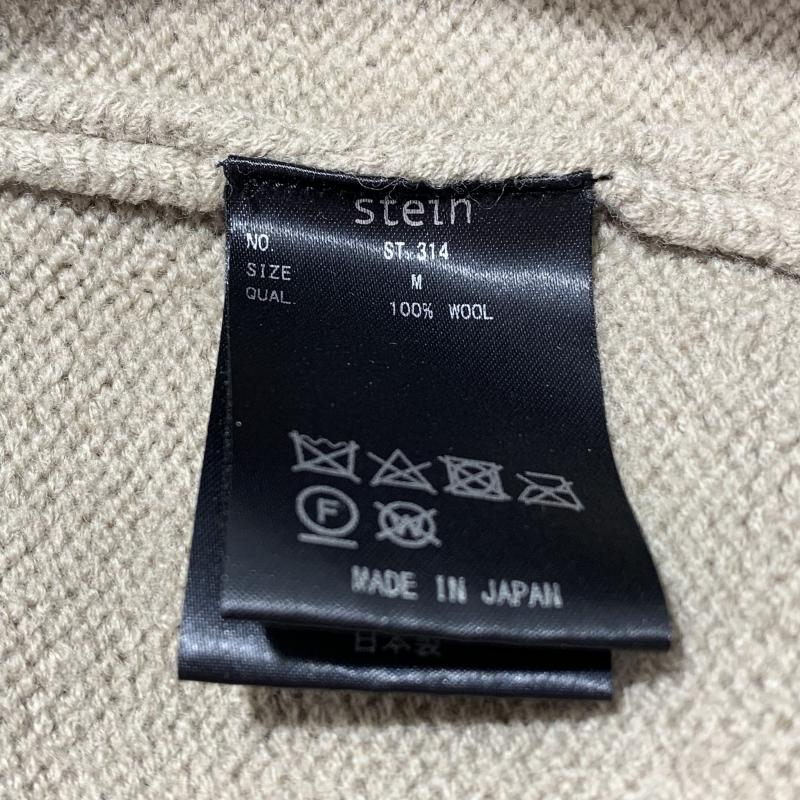 stein
NO. ST.314
SIZE M
QUAL. 100% WOOL
F
W
MADE IN JAPAN
日本製